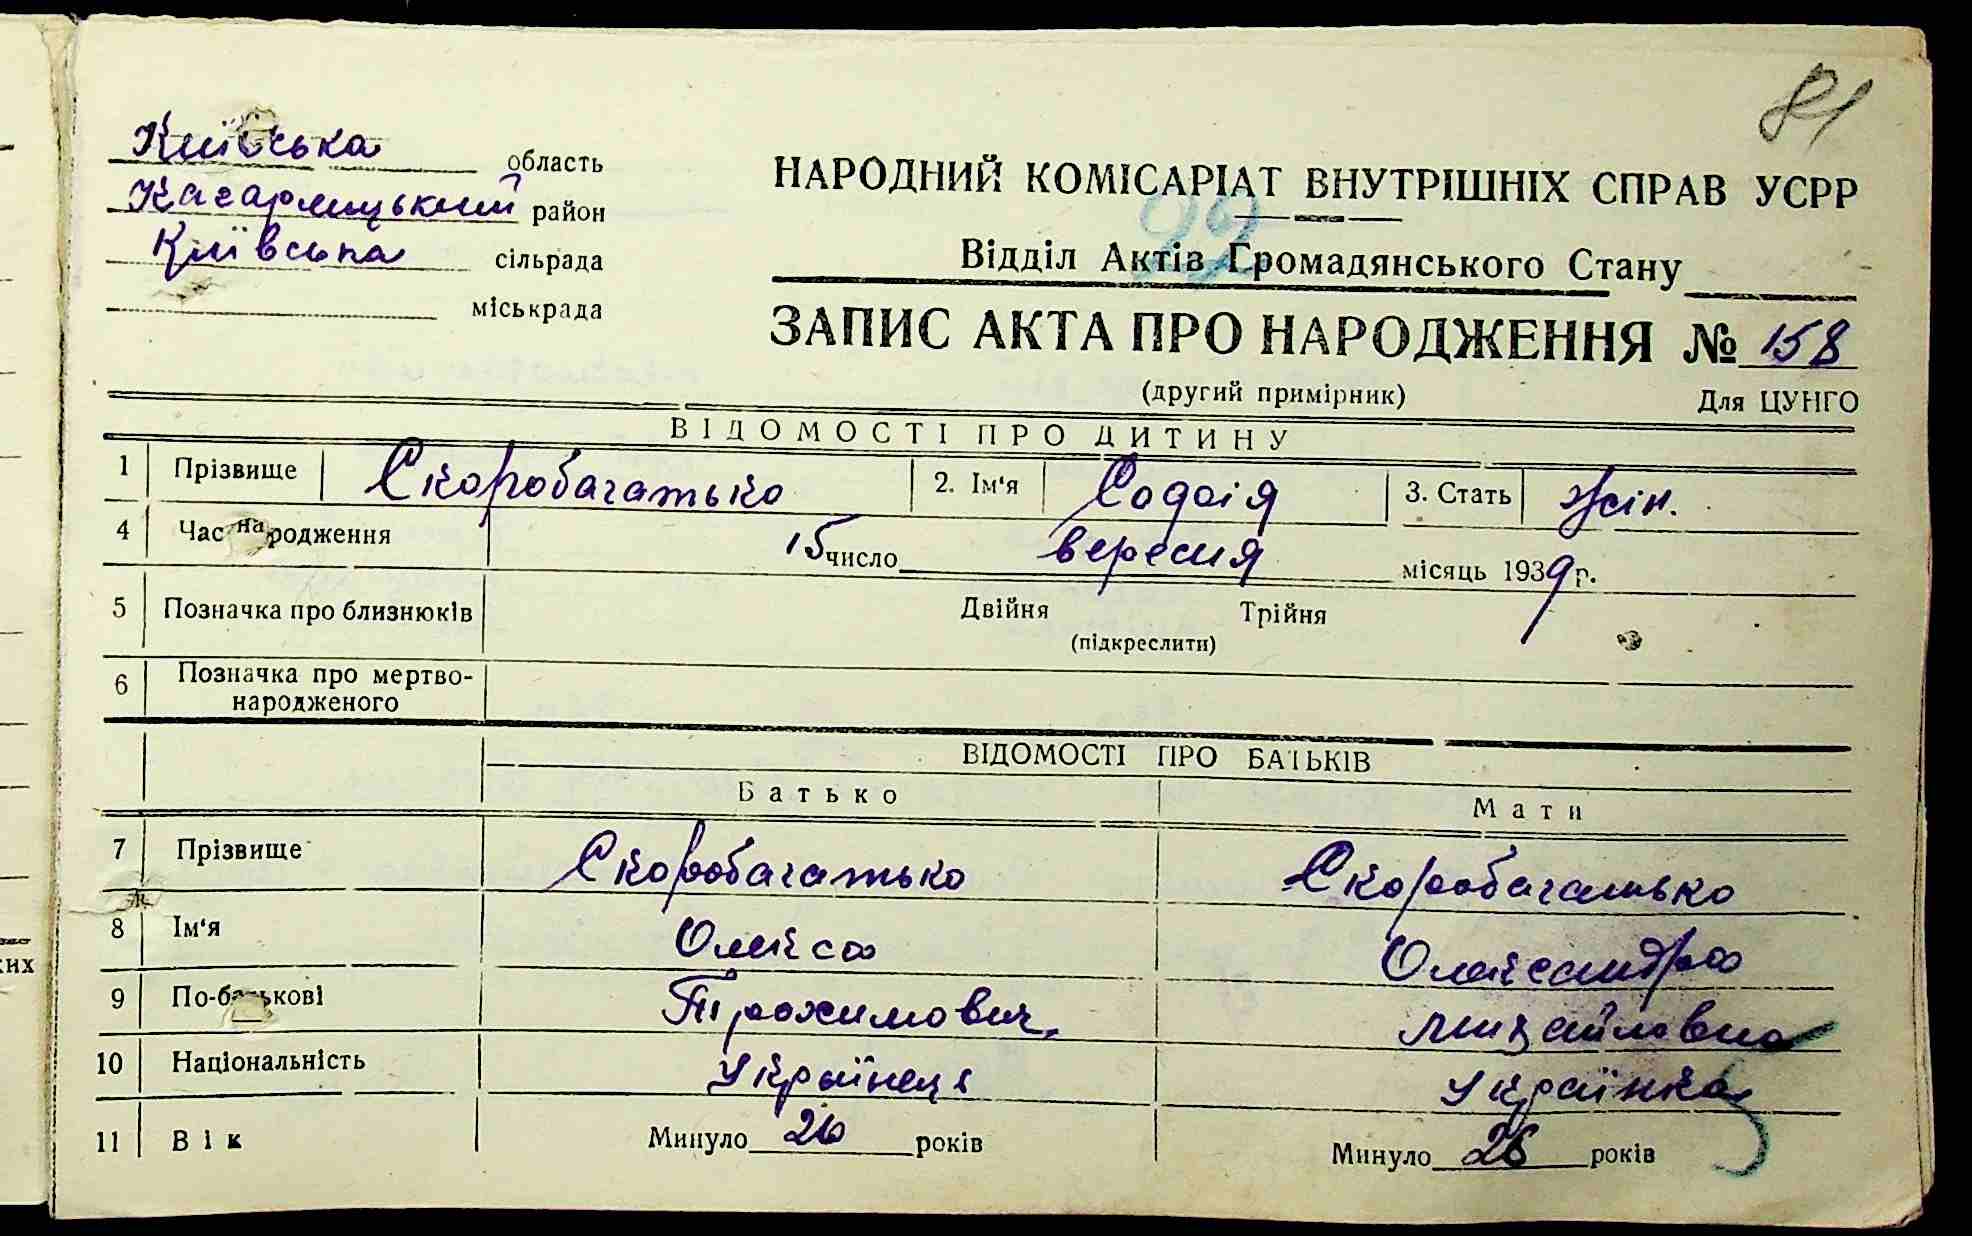 81
Київська область
Кагарлицький район
Київська сільрада
міськрада
НАРОДНИЙ КОМІСАРІАТ ВНУТРІШНІХ СПРАВ УСРР
Відділ Актів Громадянського Стану
ЗАПИС АКТА ПРО НАРОДЖЕННЯ № 158
(другий примірник) Для ЦУНГО
ВІДОМОСТІ ПРО ДИТИНУ
1 Прізвище Скоробагатько 2. Ім'я Софія 3. Стать жін.
4 Час народження 15 число вересня місяць 1939 р.
5 Позначка про близнюків Двійня Трійня
(підкреслити)
6 Позначка про мертво-
народженого
ВІДОМОСТІ ПРО БАТЬКІВ
Батько Мати
7 Прізвище Скоробагатько Скоробагатько
8 Ім'я Олекса Олександра
9 По-батькові Трохимович Михайловна
10 Національність Українець Українка
11 Вік Минуло 26 років Минуло 26 років